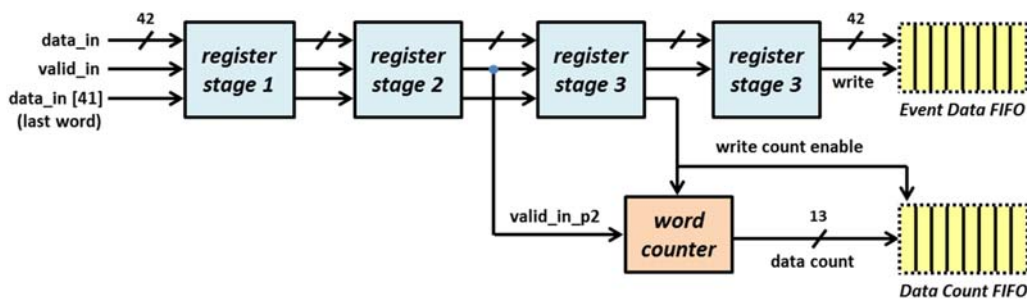 42
data_in
valid_in
data_in [41]
(last word)
register
stage 1
register
stage 2
register
stage 3
register
stage 3
42
write
Event Data FIFO
write count enable
valid_in_p2
word
counter
13
data count
Data Count FIFO